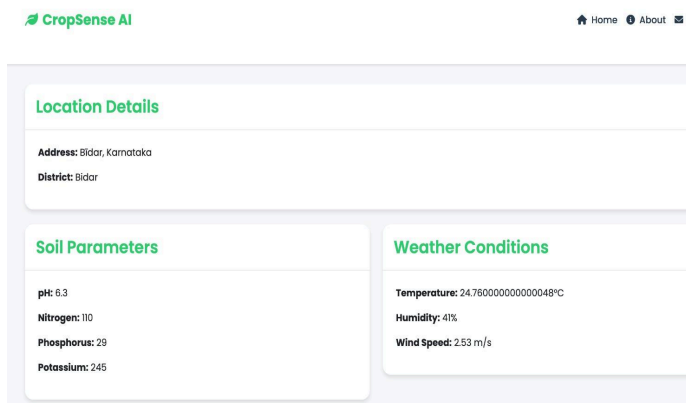 CropSense AI
Home About
Location Details
Address: Bīdar, Karnataka
District: Bidar
Soil Parameters
pH: 6.3
Nitrogen: 110
Phosphorus: 29
Potassium: 245
Weather Conditions
Temperature: 24.760000000000048°C
Humidity: 41%
Wind Speed: 2.53 m/s